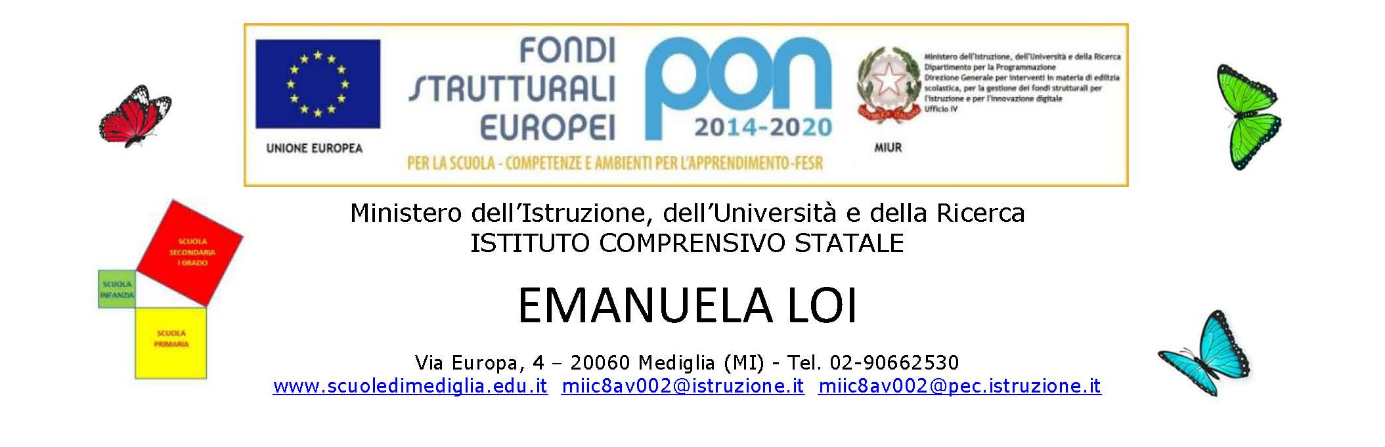 FONDI
STRUTTURALI
EUROPEI
pon
2014-2020
PER LA SCUOLA - COMPETENZE E AMBIENTI PER L'APPRENDIMENTO-FESR
UNIONE EUROPEA
Ministero dell'Istruzione, dell'Università e della Ricerca
Dipartimento per la Programmazione
Direzione Generale per interventi in materia di edilizia
scolastica, per la gestione dei fondi strutturali per
l'istruzione e per l'innovazione digitale
Ufficio IV
MIUR
Ministero dell'Istruzione, dell'Università e della Ricerca
ISTITUTO COMPRENSIVO STATALE
SCUOLA
SECONDARIA
I GRADO
SCUOLA
INFANZIA
SCUOLA
PRIMARIA
EMANUELA LOI
Via Europa, 4 – 20060 Mediglia (MI) - Tel. 02-90662530
www.scuoledimediglia.edu.it miic8av002@istruzione.it miic8av002@pec.istruzione.it